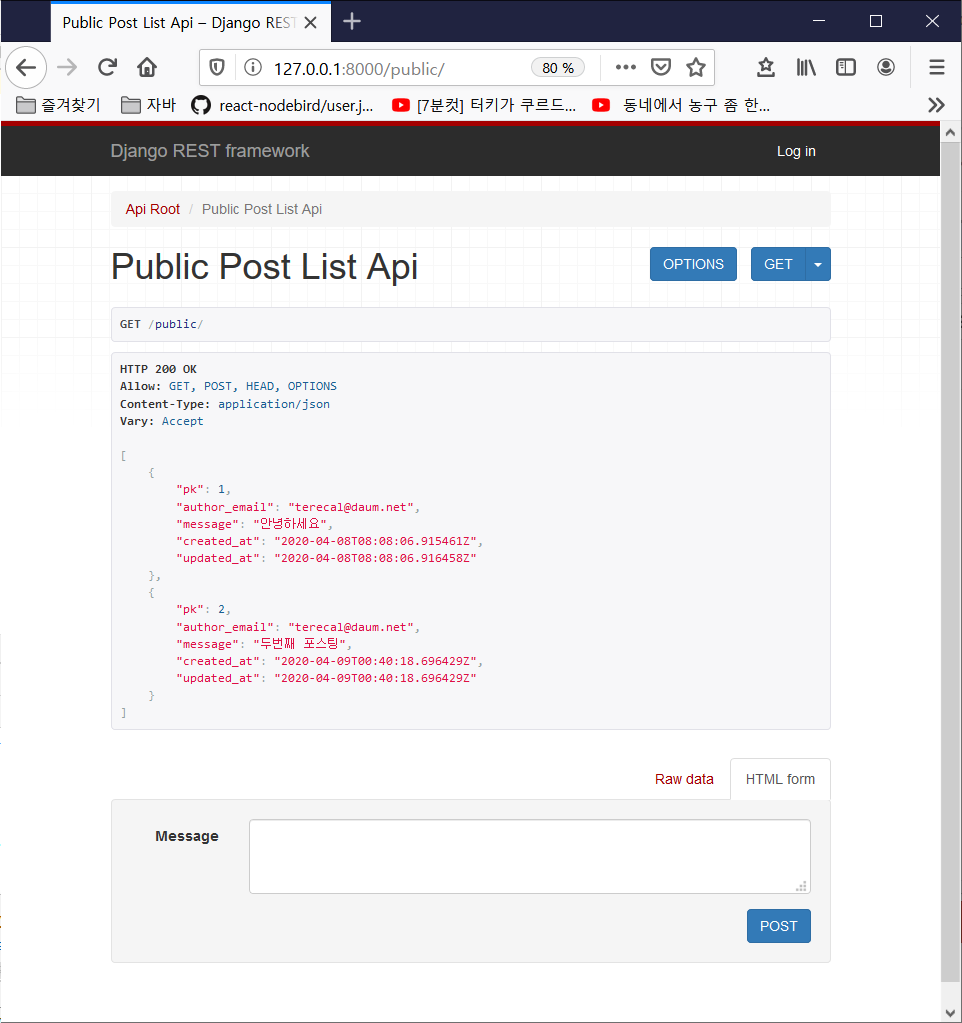 Public Post List Api – Django REST
127.0.0.1:8000/public/
80 %
즐겨찾기
자바
react-nodebird/user.j...
[7분컷] 터키가 쿠르드...
동네에서 농구 좀 한...
Django REST framework
Log in
Api Root / Public Post List Api
Public Post List Api
OPTIONS
GET
GET /public/
HTTP 200 OK
Allow: GET, POST, HEAD, OPTIONS
Content-Type: application/json
Vary: Accept
[
    {
        "pk": 1,
        "author_email": "terecal@daum.net",
        "message": "안녕하세요",
        "created_at": "2020-04-08T08:08:06.915461Z",
        "updated_at": "2020-04-08T08:08:06.916458Z"
    },
    {
        "pk": 2,
        "author_email": "terecal@daum.net",
        "message": "두번째 포스팅",
        "created_at": "2020-04-09T00:40:18.696429Z",
        "updated_at": "2020-04-09T00:40:18.696429Z"
    }
]
Raw data
HTML form
Message
POST